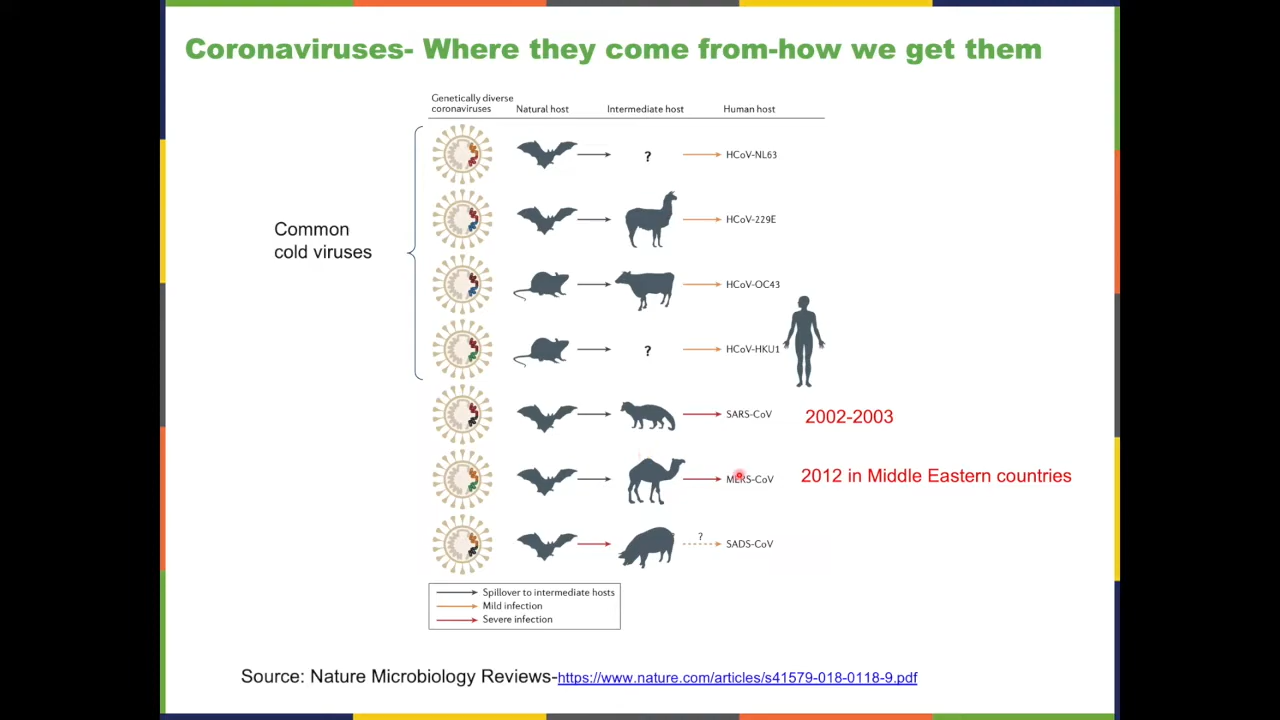 Coronaviruses- Where they come from-how we get them
Genetically diverse
coronaviruses
Natural host
Intermediate host
Human host
? HCoV-NL63
HCoV-229E
Common
cold viruses
HCoV-OC43
? HCoV-HKU1
SARS-CoV
2002-2003
MERS-CoV
2012 in Middle Eastern countries
? SADS-CoV
Spillover to intermediate hosts
Mild infection
Severe infection
Source: Nature Microbiology Reviews-https://www.nature.com/articles/s41579-018-0118-9.pdf